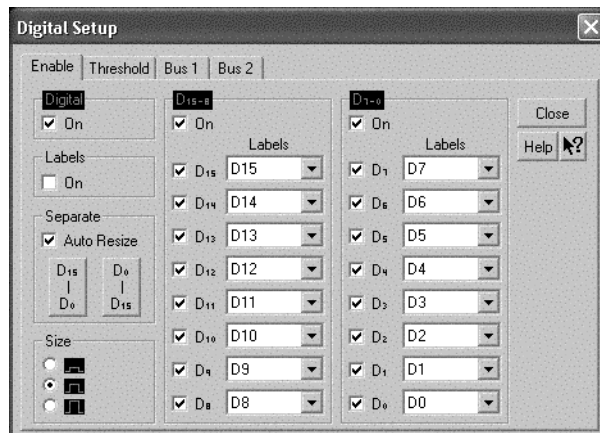 Digital Setup
Enable Threshold Bus 1 Bus 2
Digital
On
Labels
On
Separate
Auto Resize
D15
D0
D0
D15
Size
D15-8
On
Labels
D15 D15
D14 D14
D13 D13
D12 D12
D11 D11
D10 D10
D9 D9
D8 D8
D7-0
On
Labels
D7 D7
D6 D6
D5 D5
D4 D4
D3 D3
D2 D2
D1 D1
D0 D0
Close
Help ?